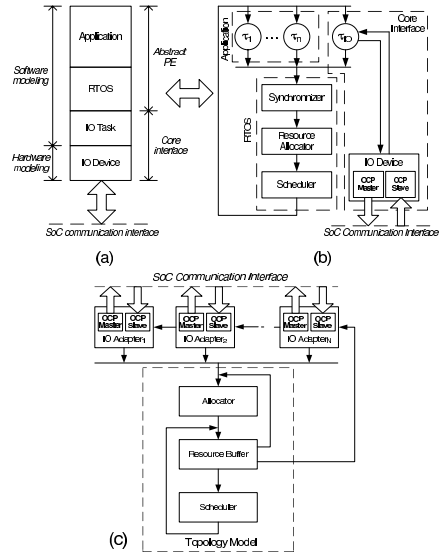 Software modeling
Hardware modeling
Application
RTOS
IO Task
IO Device
Abstract PE
Core interface
SoC communication interface
(a)
Application
τ1 ... τn
τIO
Core Interface
RTOS
Synchronizer
Resource Allocator
Scheduler
IO Device
OCP Master
OCP Slave
SoC Communication Interface
(b)
SoC Communication Interface
OCP Master
OCP Slave
IO Adapter1
OCP Master
OCP Slave
IO Adapter2
OCP Master
OCP Slave
IO AdapterN
Allocator
Resource Buffer
Scheduler
Topology Model
(c)